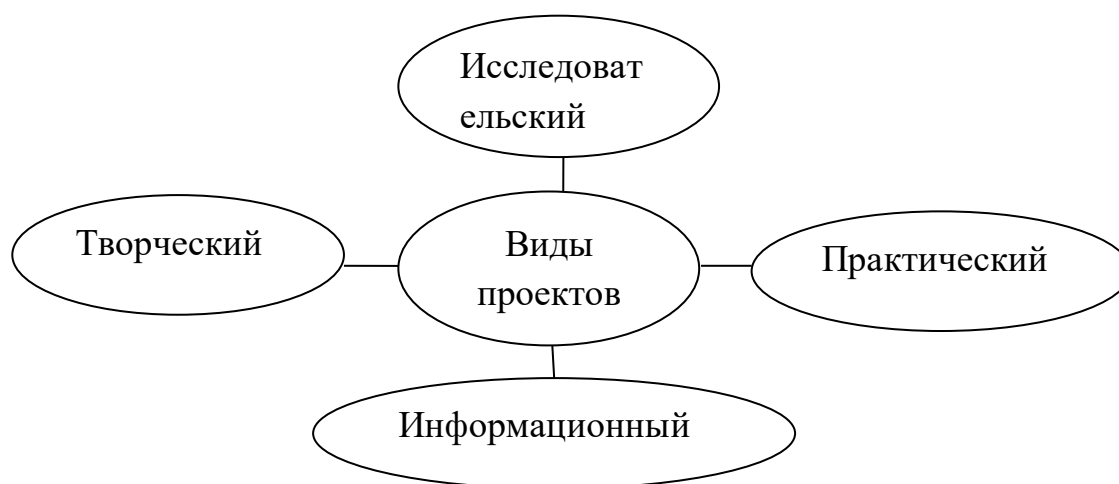 Исследоват
ельский
Творческий
Виды
проектов
Практический
Информационный